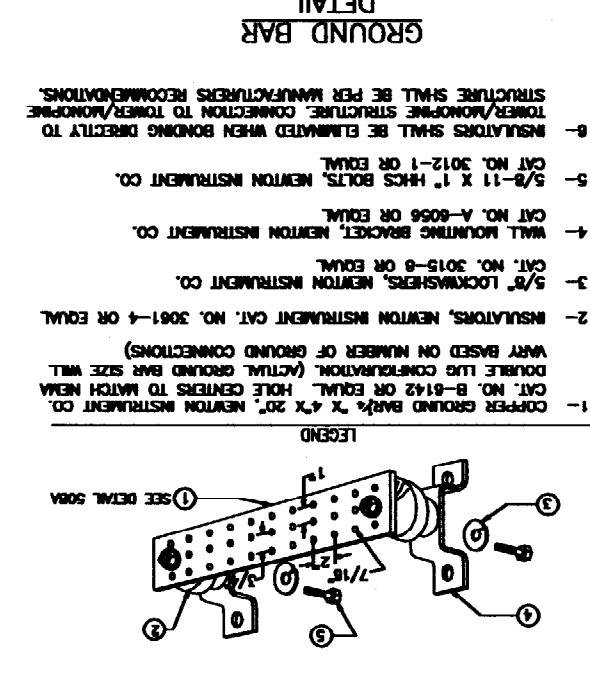 5
2
4
3
7/16"
2"
3/4"
1"
1 SEE DETAIL 508A
LEGEND
1- COPPER GROUND BAR¼ "X 4"X 20", NEWTON INSTRUMENT CO.
CAT. NO. B-6142 OR EQUAL. HOLE CENTERS TO MATCH NEMA
DOUBLE LUG CONFIGURATION. (ACTUAL GROUND BAR SIZE WILL
VARY BASED ON NUMBER OF GROUND CONNECTIONS)
2- INSULATORS, NEWTON INSTRUMENT CAT. NO. 3061-4 OR EQUAL
3- 5/8" LOCKWASHERS, NEWTON INSTRUMENT CO.
CAT. NO. 3015-8 OR EQUAL
4- WALL MOUNTING BRACKET, NEWTON INSTRUMENT CO.
CAT NO. A-6056 OR EQUAL
5- 5/8-11 X 1" HHCS BOLTS, NEWTON INSTRUMENT CO.
CAT NO. 3012-1 OR EQUAL
6- INSULATORS SHALL BE ELIMINATED WHEN BONDING DIRECTLY TO
TOWER/MONOPINE STRUCTURE. CONNECTION TO TOWER/MONOPINE
STRUCTURE SHALL BE PER MANUFACTURERS RECOMMENDATIONS.
GROUND BAR
DETAIL